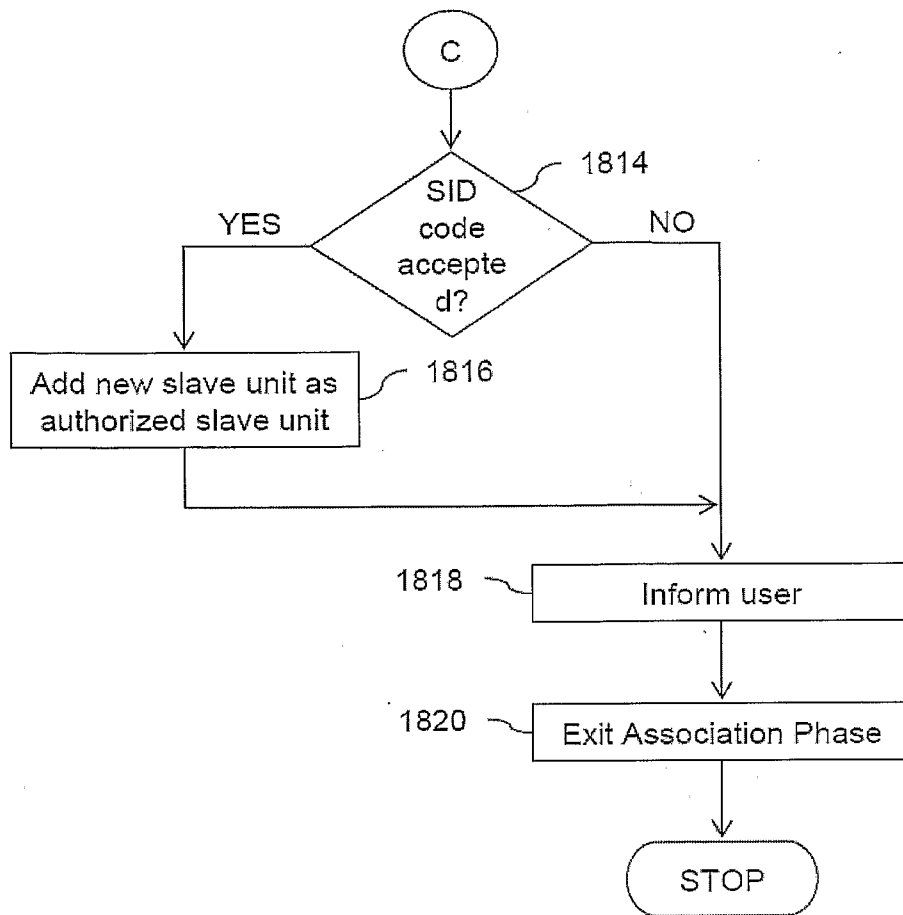 C
1814
SID
code
accepte
d?
YES
NO
1816
Add new slave unit as
authorized slave unit
1818
Inform user
1820
Exit Association Phase
STOP